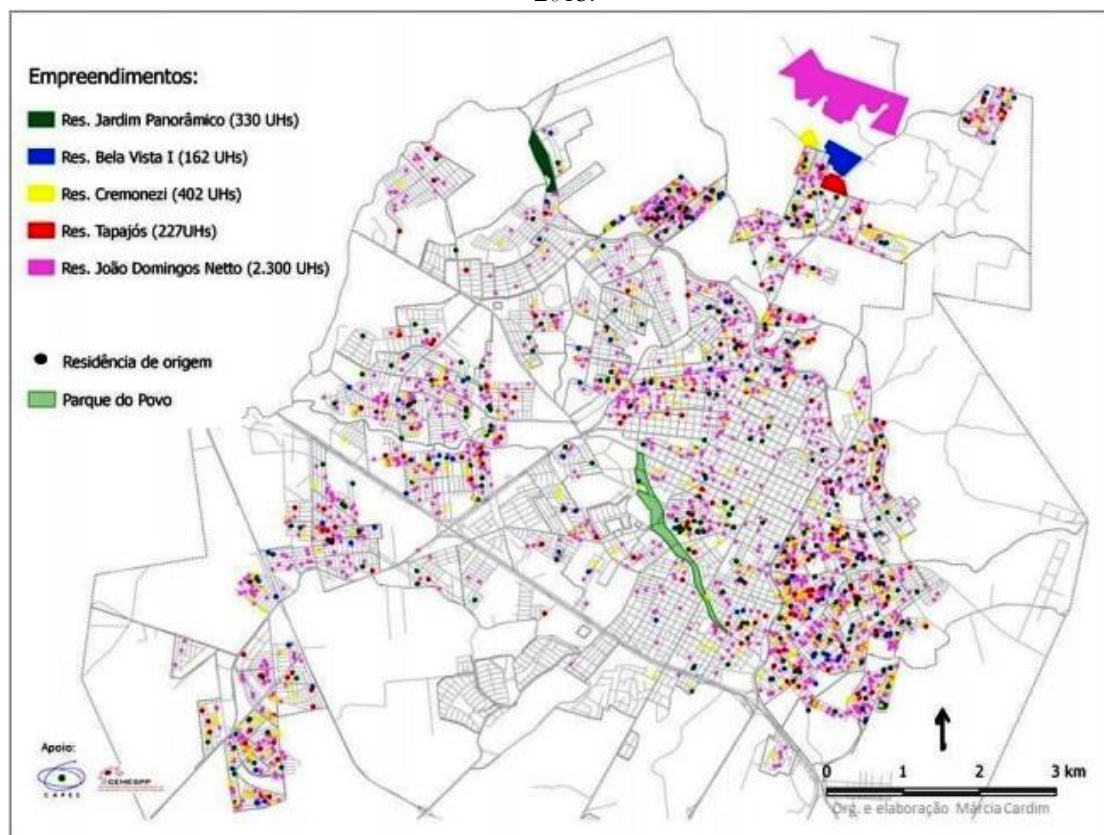 2015.
Empreendimentos:
Res. Jardim Panorâmico (330 UHs)
Res. Bela Vista I (162 UHs)
Res. Cremonezi (402 UHs)
Res. Tapajós (227UHs)
Res. João Domingos Netto (2.300 UHs)
Residência de origem
Parque do Povo
Apoio:
CAPES
0 1 2 3 km
Org. e elaboração Márcia Cardim